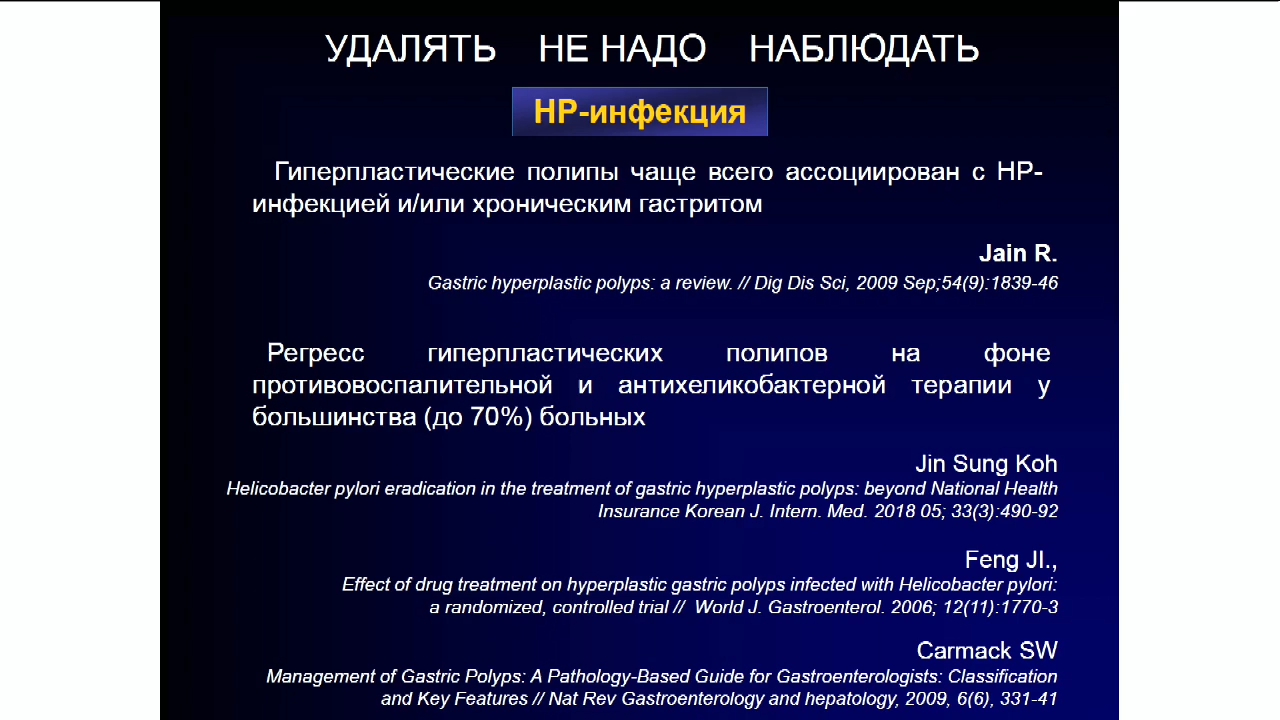 УДАЛЯТЬ НЕ НАДО НАБЛЮДАТЬ
НР-инфекция
Гиперпластические полипы чаще всего ассоциирован с НР-
инфекцией и/или хроническим гастритом
Jain R.
Gastric hyperplastic polyps: a review. // Dig Dis Sci, 2009 Sep;54(9):1839-46
Регресс гиперпластических полипов на фоне
противовоспалительной и антихеликобактерной терапии у
большинства (до 70%) больных
Jin Sung Koh
Helicobacter pylori eradication in the treatment of gastric hyperplastic polyps: beyond National Health
Insurance Korean J. Intern. Med. 2018 05; 33(3):490-92
Feng JI.,
Effect of drug treatment on hyperplastic gastric polyps infected with Helicobacter pylori:
a randomized, controlled trial // World J. Gastroenterol. 2006; 12(11):1770-3
Carmack SW
Management of Gastric Polyps: A Pathology-Based Guide for Gastroenterologists: Classification
and Key Features // Nat Rev Gastroenterology and hepatology, 2009, 6(6), 331-41